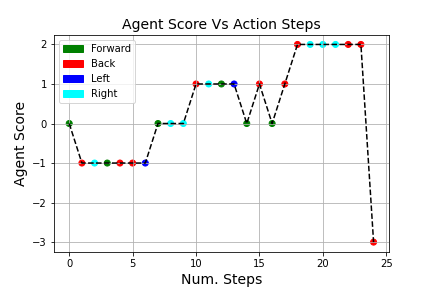 Agent Score Vs Action Steps
Forward
Back
Left
Right
2
1
0
−1
−2
−3
Agent Score
0 5 10 15 20 25
Num. Steps